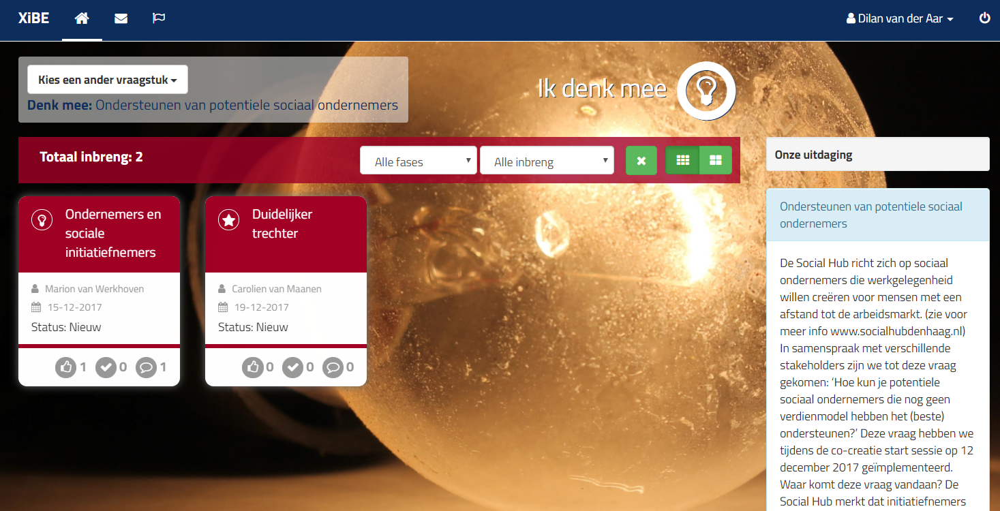 XiBE
Dilan van der Aar
Kies een ander vraagstuk
Denk mee: Ondersteunen van potentiele sociaal ondernemers
Ik denk mee
Totaal inbreng: 2
Alle fases
Alle inbreng
Ondernemers en
sociale
initiatiefnemers
Marion van Werkhoven
15-12-2017
Status: Nieuw
1 0 1
Duidelijker
trechter
Carolien van Maanen
19-12-2017
Status: Nieuw
0 0 0
Onze uitdaging
Ondersteunen van potentiele sociaal
ondernemers
De Social Hub richt zich op sociaal
ondernemers die werkgelegenheid
willen creëren voor mensen met een
afstand tot de arbeidsmarkt. (zie voor
meer info www.socialhubdenhaag.nl)
In samenspraak met verschillende
stakeholders zijn we tot deze vraag
gekomen: ‘Hoe kun je potentiele
sociaal ondernemers die nog geen
verdienmodel hebben het (beste)
ondersteunen?’ Deze vraag hebben we
tijdens de co-creatie start sessie op 12
december 2017 geïmplementeerd.
Waar komt deze vraag vandaan? De
Social Hub merkt dat initiatiefnemers